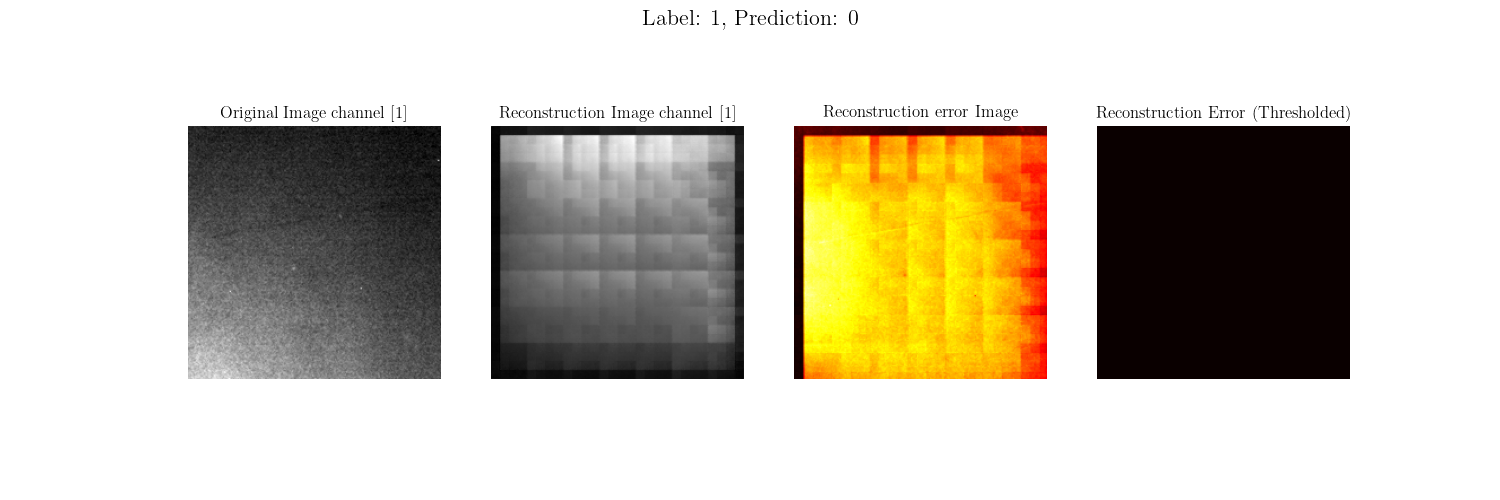 Label: 1, Prediction: 0
Original Image channel [1]
Reconstruction Image channel [1]
Reconstruction error Image
Reconstruction Error (Thresholded)